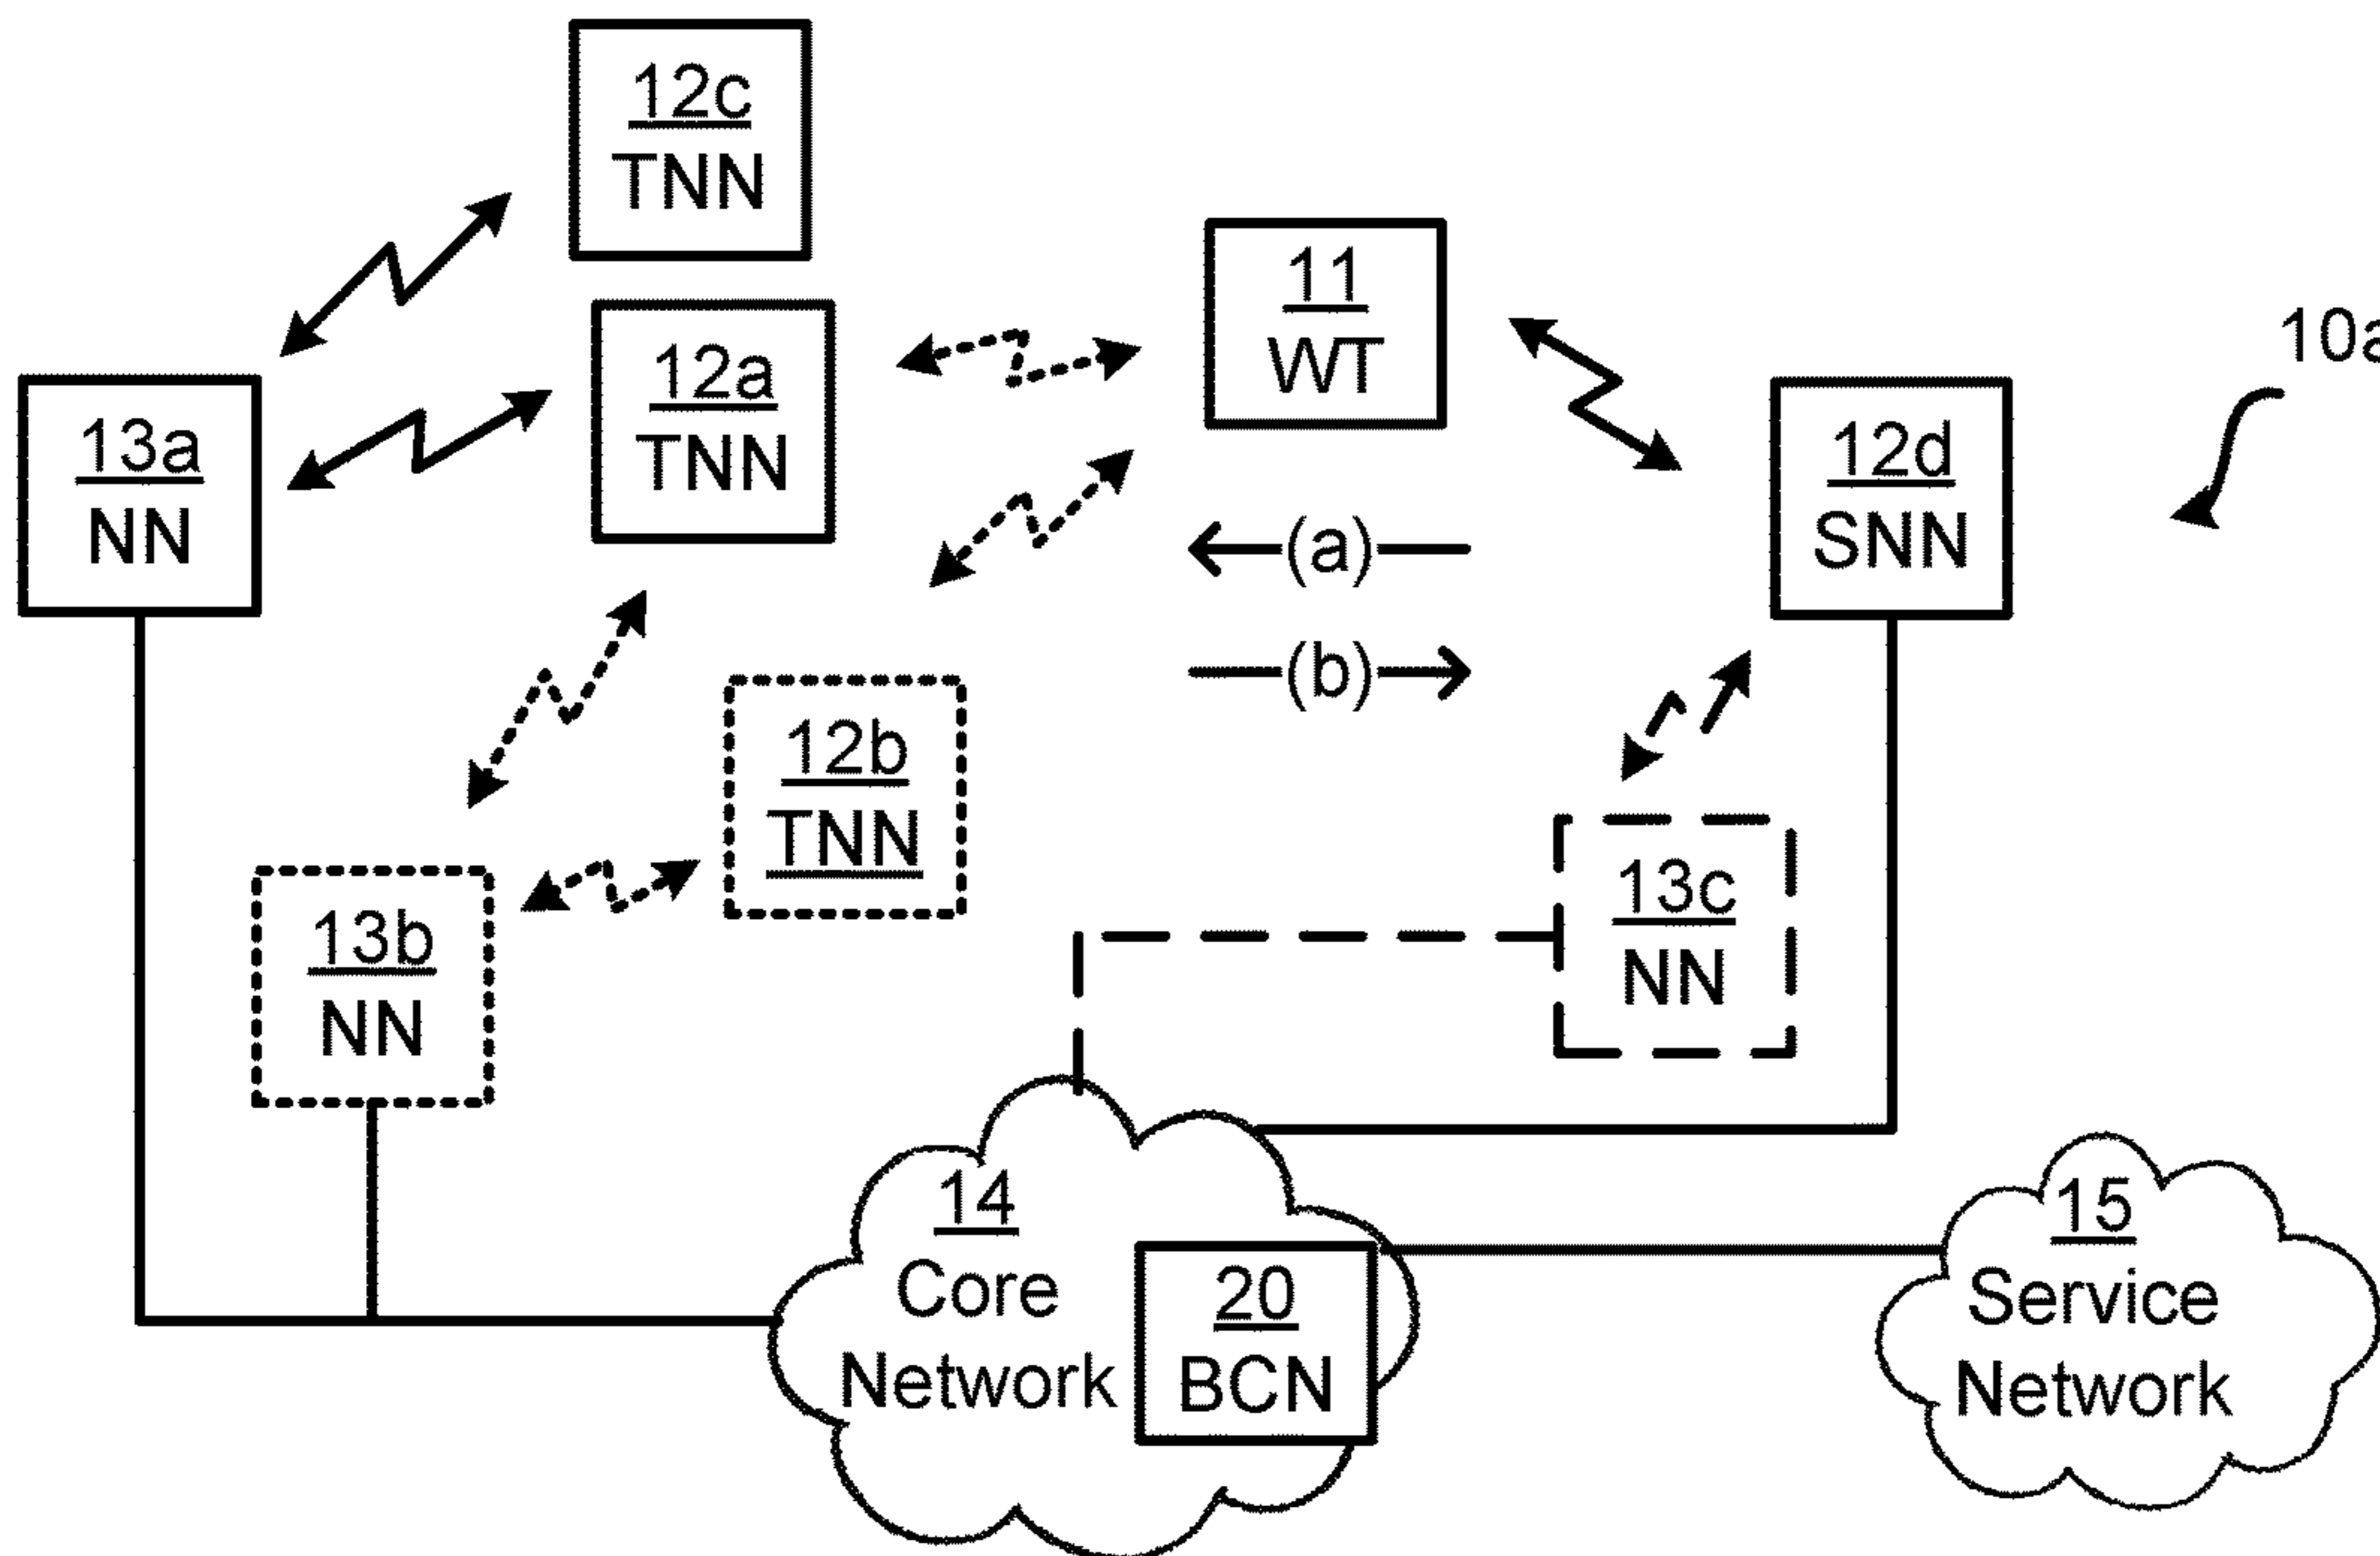 12c
TNN
11
WT
10a
12a
TNN
13a
NN
12d
SNN
(a)
(b)
12b
TNN
13c
NN
13b
NN
14
Core
Network
20
BCN
15
Service
Network